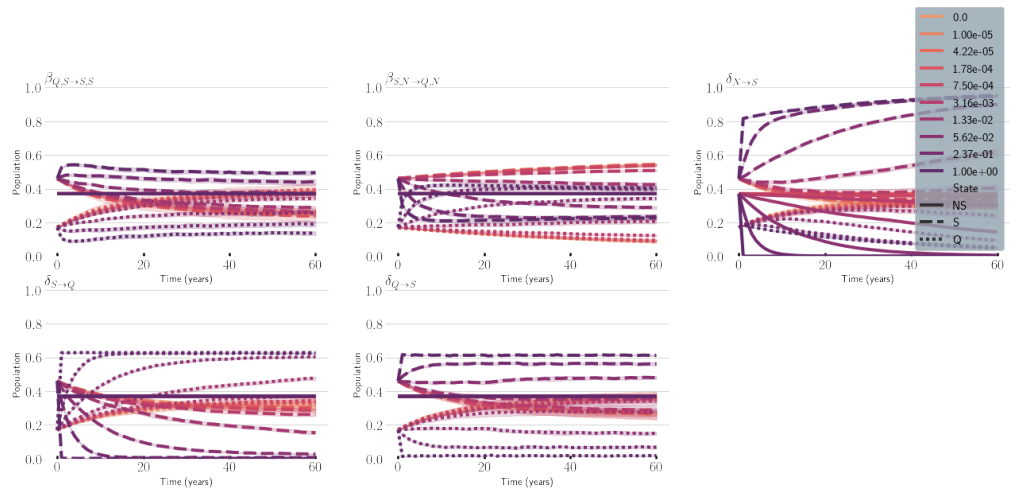 β_{Q,S→S,S}
1.0
0.8
0.6
0.4
0.2
0.0
Population
0 20 40 60
Time (years)
β_{S,N→Q,N}
1.0
0.8
0.6
0.4
0.2
0.0
Population
0 20 40 60
Time (years)
δ_{N→S}
1.0
0.8
0.6
0.4
0.2
0.0
Population
0 20 40 60
Time (years)
0.0
1.00e-05
4.22e-05
1.78e-04
7.50e-04
3.16e-03
1.33e-02
5.62e-02
2.37e-01
1.00e+00
State
NS
S
Q
δ_{S→Q}
1.0
0.8
0.6
0.4
0.2
0.0
Population
0 20 40 60
Time (years)
δ_{Q→S}
1.0
0.8
0.6
0.4
0.2
0.0
Population
0 20 40 60
Time (years)